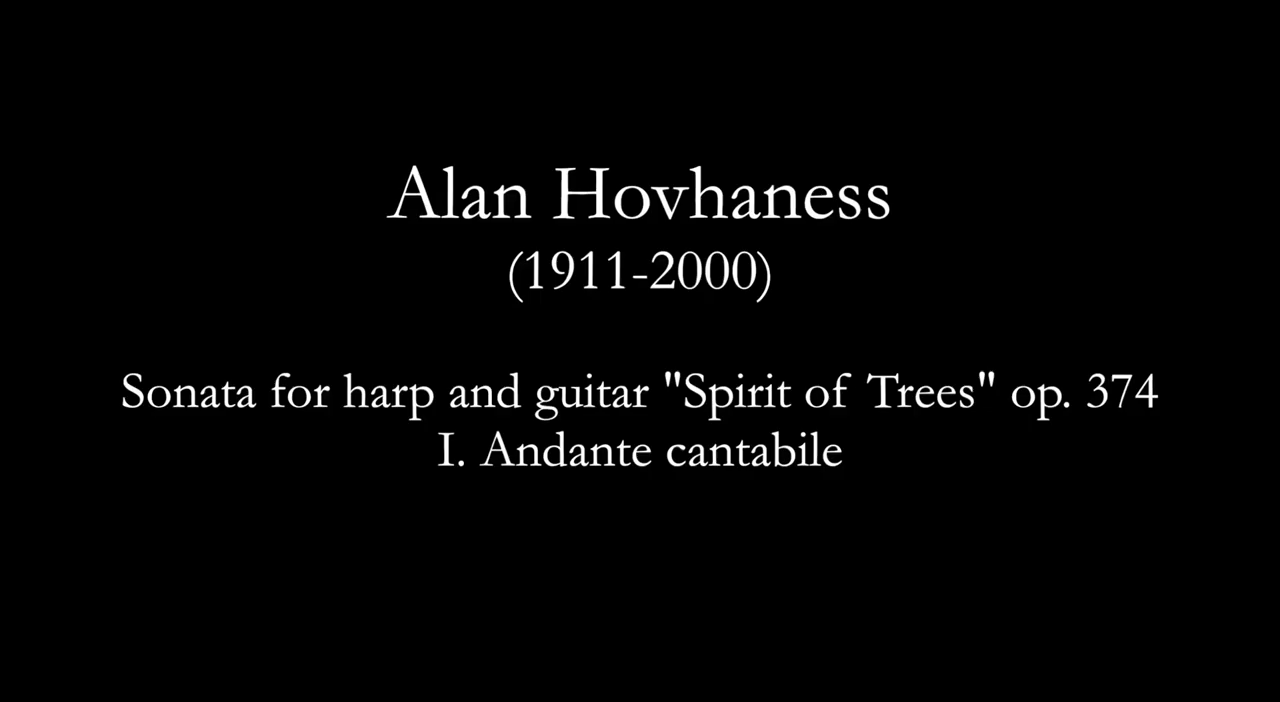 Alan Hovhaness
(1911-2000)
Sonata for harp and guitar "Spirit of Trees" op. 374
I. Andante cantabile